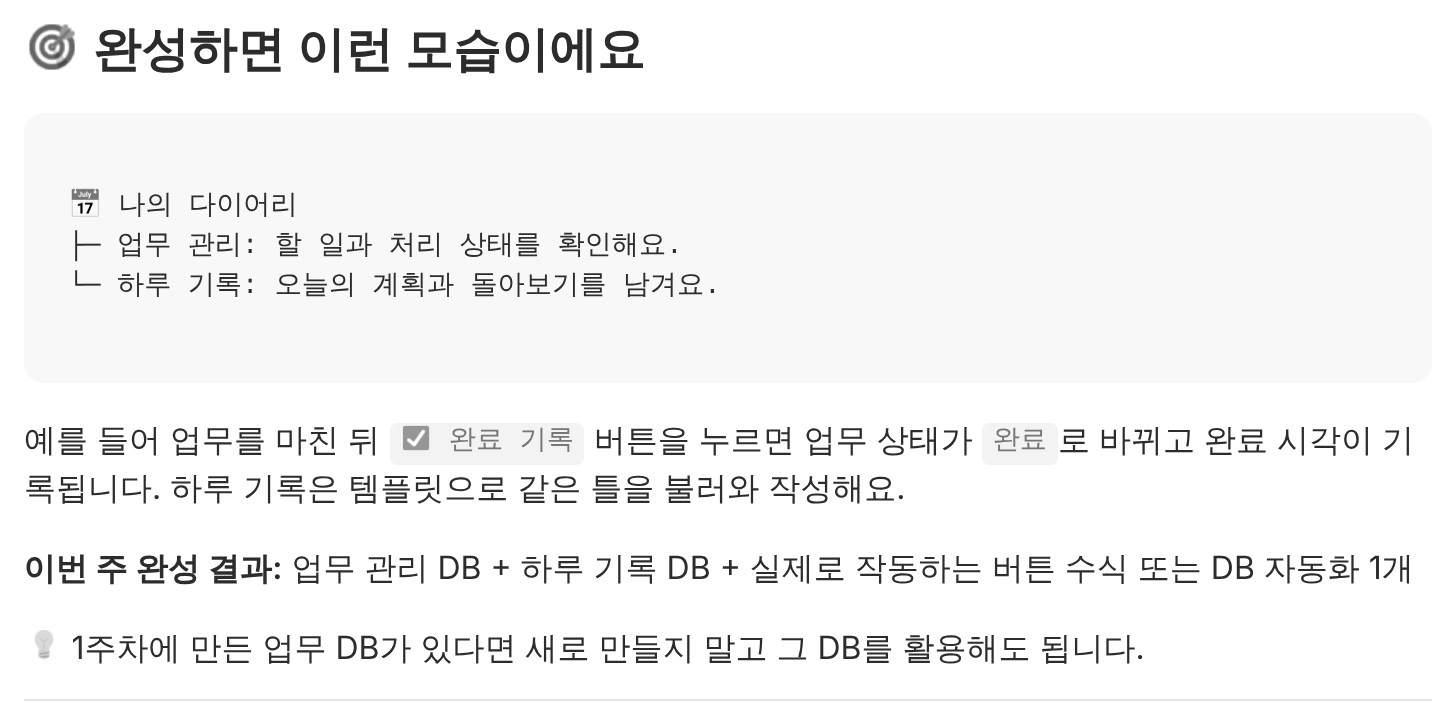 🎯 완성하면 이런 모습이에요
📅 나의 다이어리
├─ 업무 관리: 할 일과 처리 상태를 확인해요.
└─ 하루 기록: 오늘의 계획과 돌아보기를 남겨요.
예를 들어 업무를 마친 뒤 ☑ 완료 기록 버튼을 누르면 업무 상태가 완료로 바뀌고 완료 시각이 기
록됩니다. 하루 기록은 템플릿으로 같은 틀을 불러와 작성해요.
이번 주 완성 결과: 업무 관리 DB + 하루 기록 DB + 실제로 작동하는 버튼 수식 또는 DB 자동화 1개
💡 1주차에 만든 업무 DB가 있다면 새로 만들지 말고 그 DB를 활용해도 됩니다.